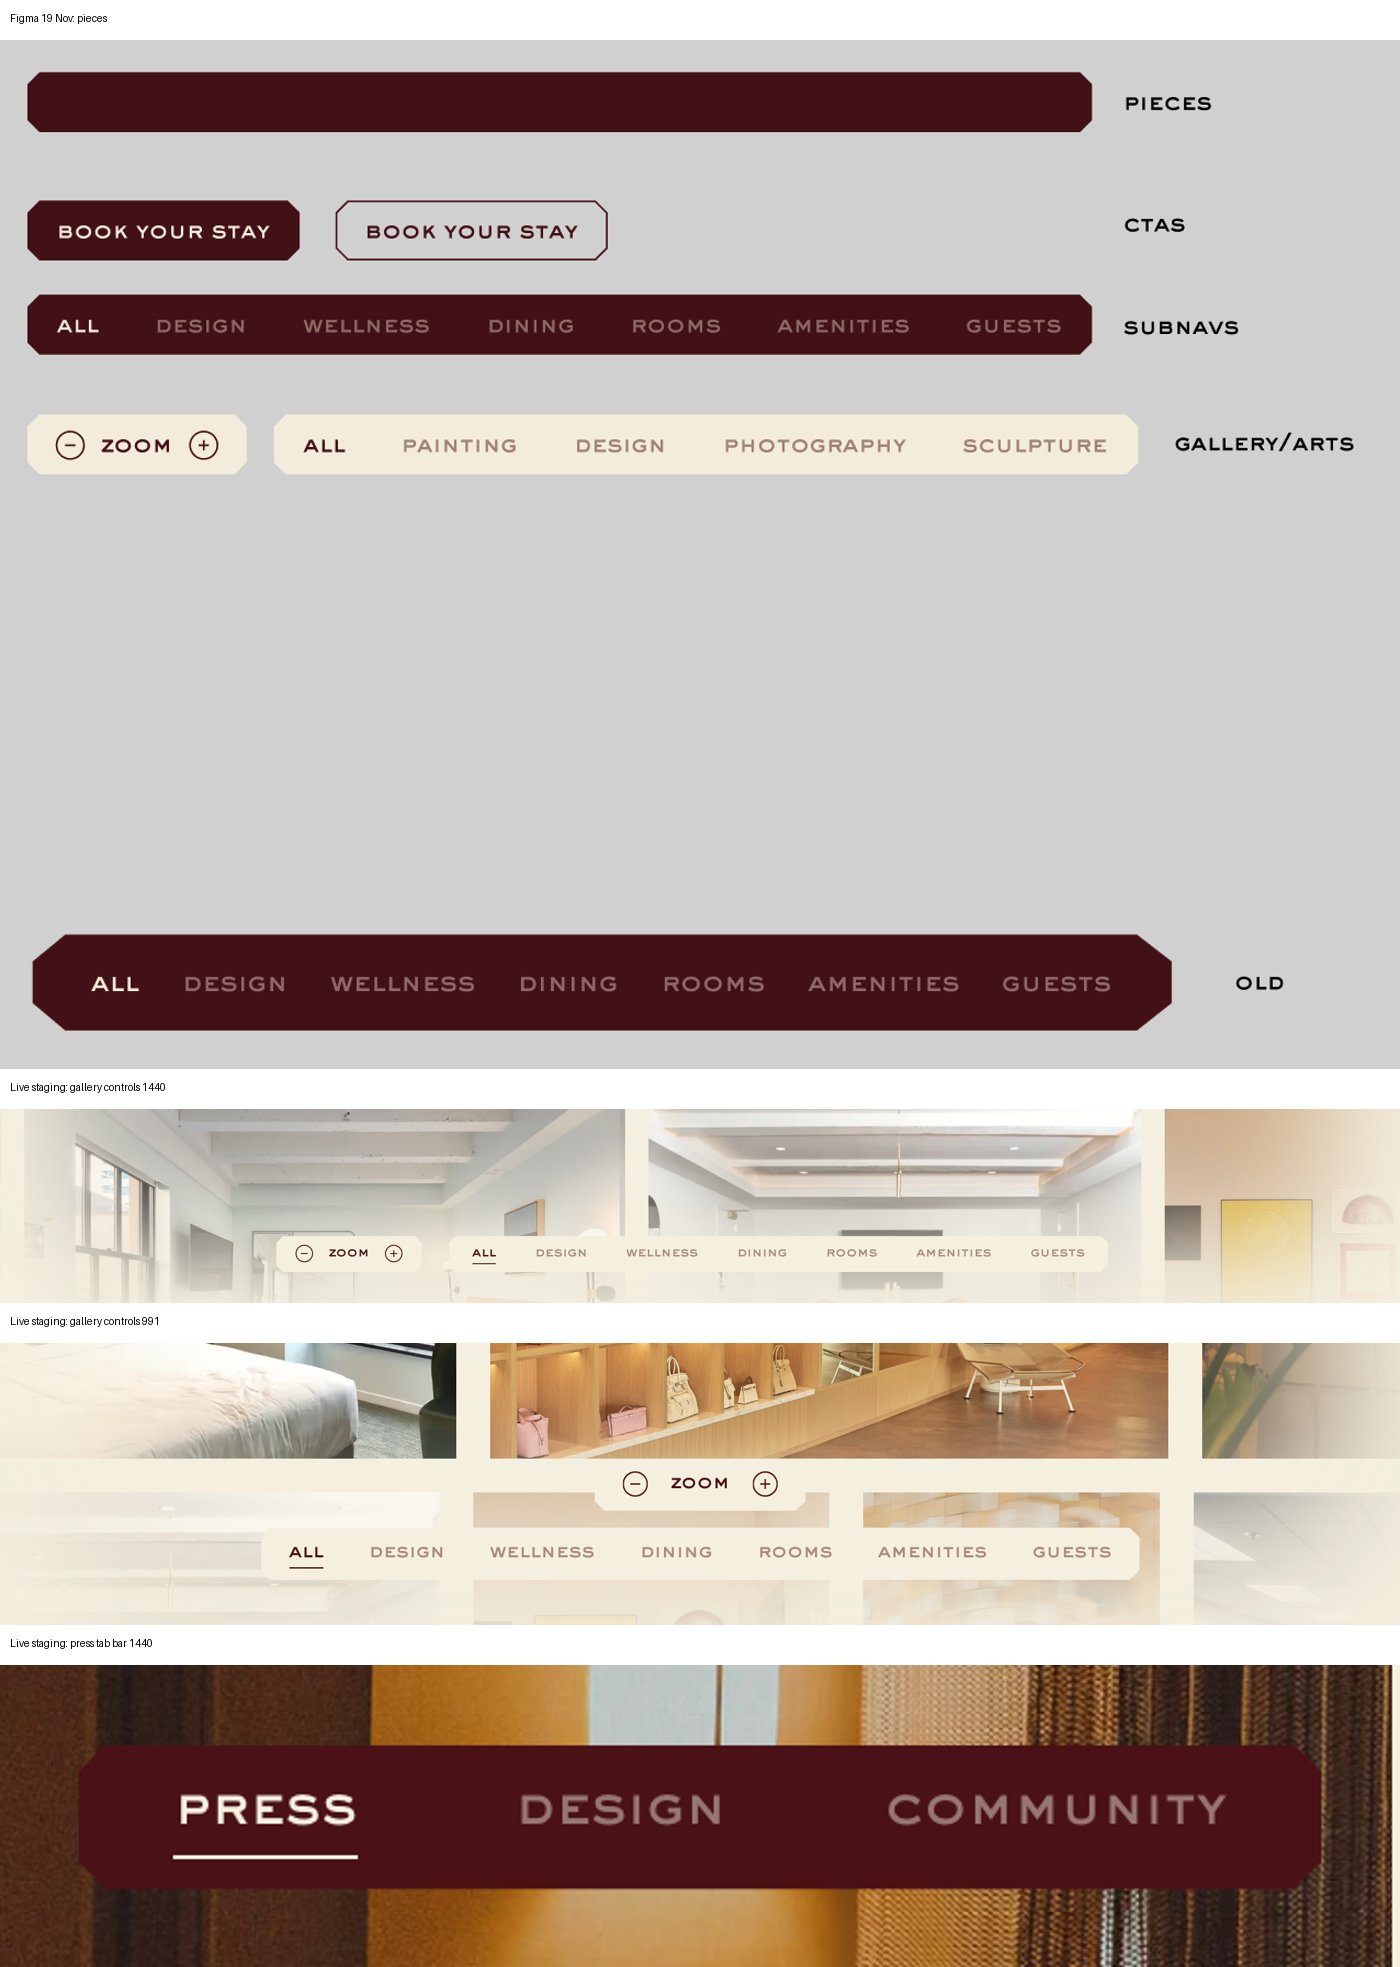 Figma 19 Nov: pieces
PIECES
BOOK YOUR STAY BOOK YOUR STAY CTAS
ALL DESIGN WELLNESS DINING ROOMS AMENITIES GUESTS SUBNAVS
ZOOM ALL PAINTING DESIGN PHOTOGRAPHY SCULPTURE GALLERY/ARTS
ALL DESIGN WELLNESS DINING ROOMS AMENITIES GUESTS OLD
Live staging: gallery controls 1440
ZOOM ALL DESIGN WELLNESS DINING ROOMS AMENITIES GUESTS
Live staging: gallery controls 991
ZOOM
ALL DESIGN WELLNESS DINING ROOMS AMENITIES GUESTS
Live staging: press tab bar 1440
PRESS DESIGN COMMUNITY